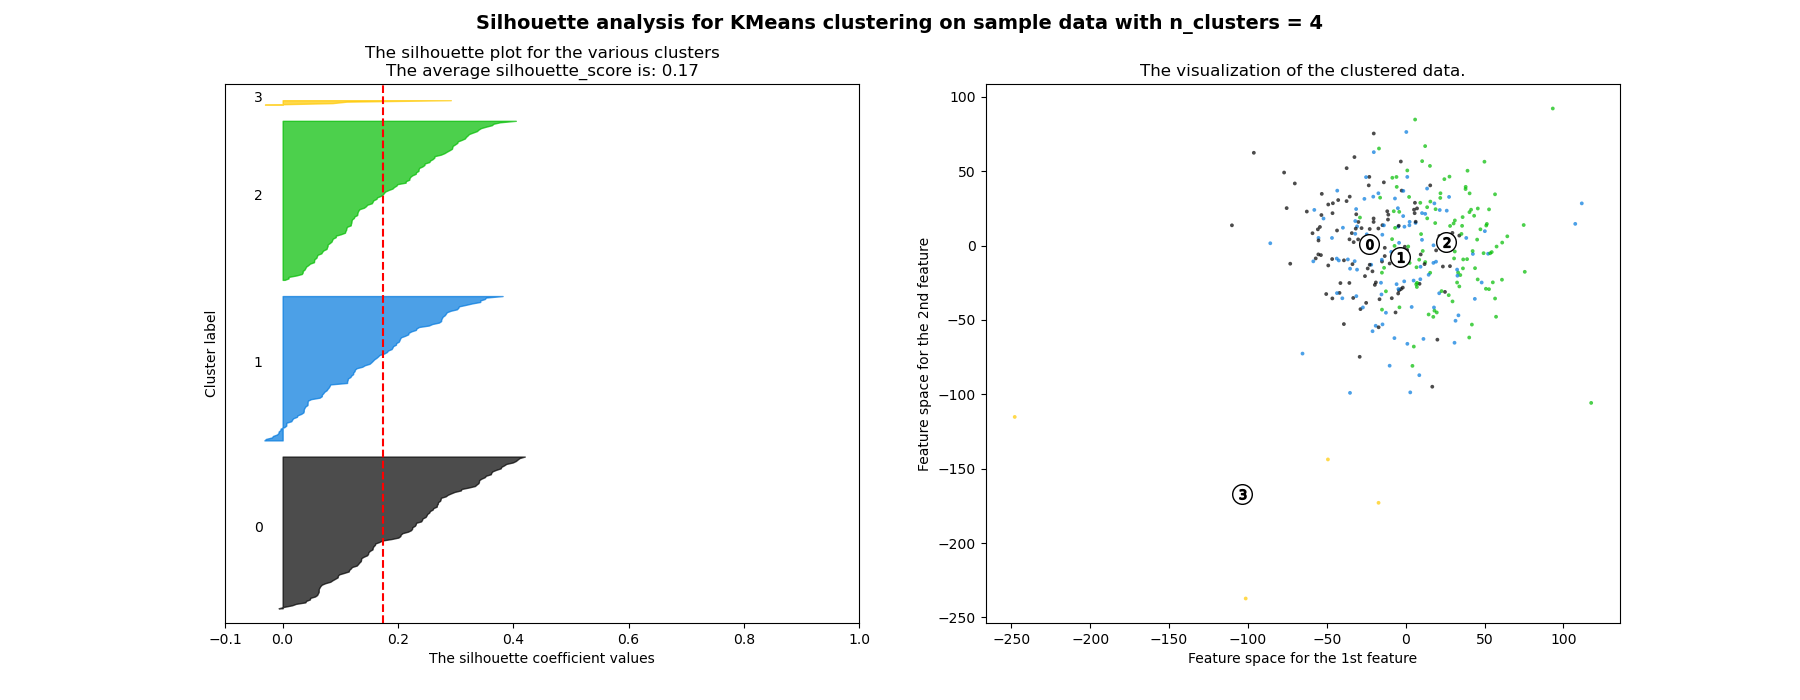 Silhouette analysis for KMeans clustering on sample data with n_clusters = 4
The silhouette plot for the various clusters
The average silhouette_score is: 0.17
3
2
1
0
Cluster label
−0.1 0.0 0.2 0.4 0.6 0.8 1.0
The silhouette coefficient values
The visualization of the clustered data.
100
50
0
−50
−100
−150
−200
−250
Feature space for the 2nd feature
0
1
2
3
−250 −200 −150 −100 −50 0 50 100
Feature space for the 1st feature